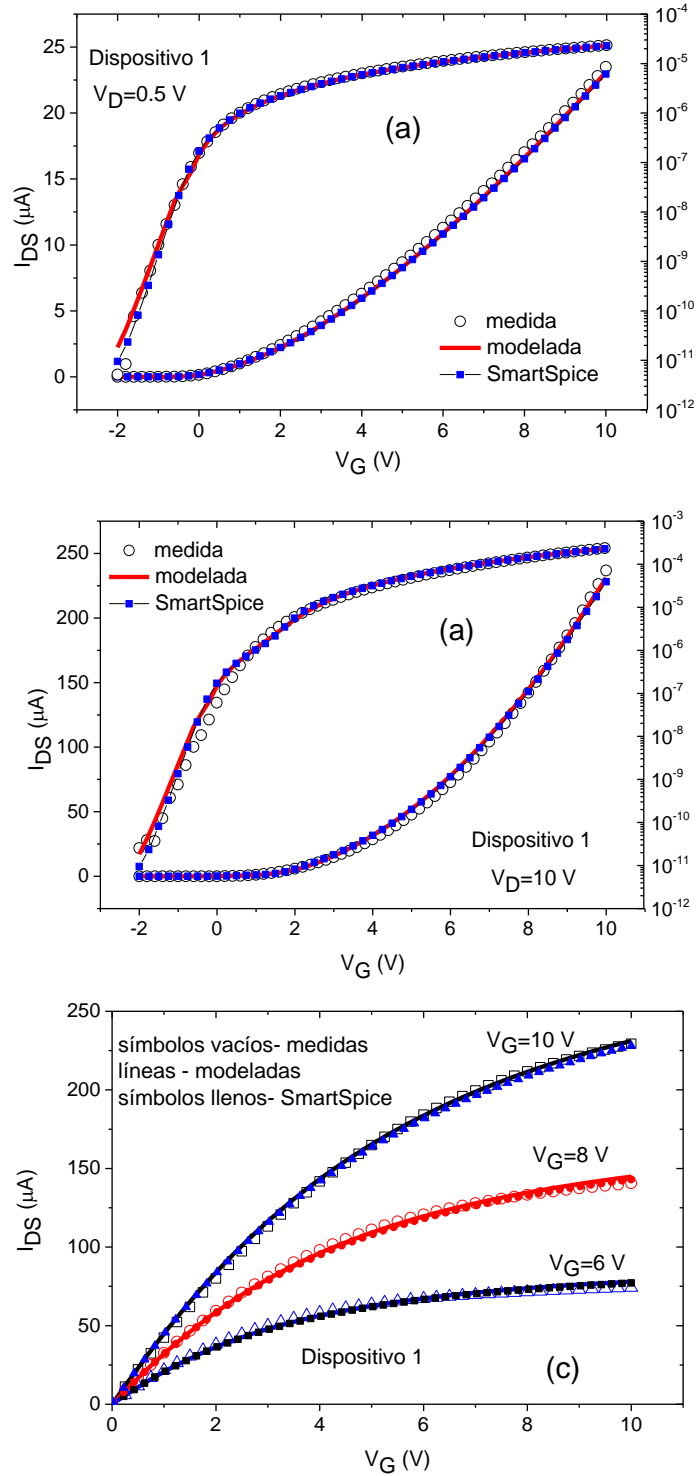 Dispositivo 1
V_D=0.5 V
(a)
medida
modelada
SmartSpice
I_DS (μA)
30
25
20
15
10
5
0
10^-4
10^-5
10^-6
10^-7
10^-8
10^-9
10^-10
10^-11
10^-12
-2 0 2 4 6 8 10
V_G (V)
medida
modelada
SmartSpice
(a)
Dispositivo 1
V_D=10 V
I_DS (μA)
250
200
150
100
50
0
10^-3
10^-4
10^-5
10^-6
10^-7
10^-8
10^-9
10^-10
10^-11
10^-12
-2 0 2 4 6 8 10
V_G (V)
símbolos vacíos- medidas
líneas - modeladas
símbolos llenos- SmartSpice
V_G=10 V
V_G=8 V
V_G=6 V
Dispositivo 1
(c)
I_DS (μA)
250
200
150
100
50
0
0 2 4 6 8 10
V_G (V)